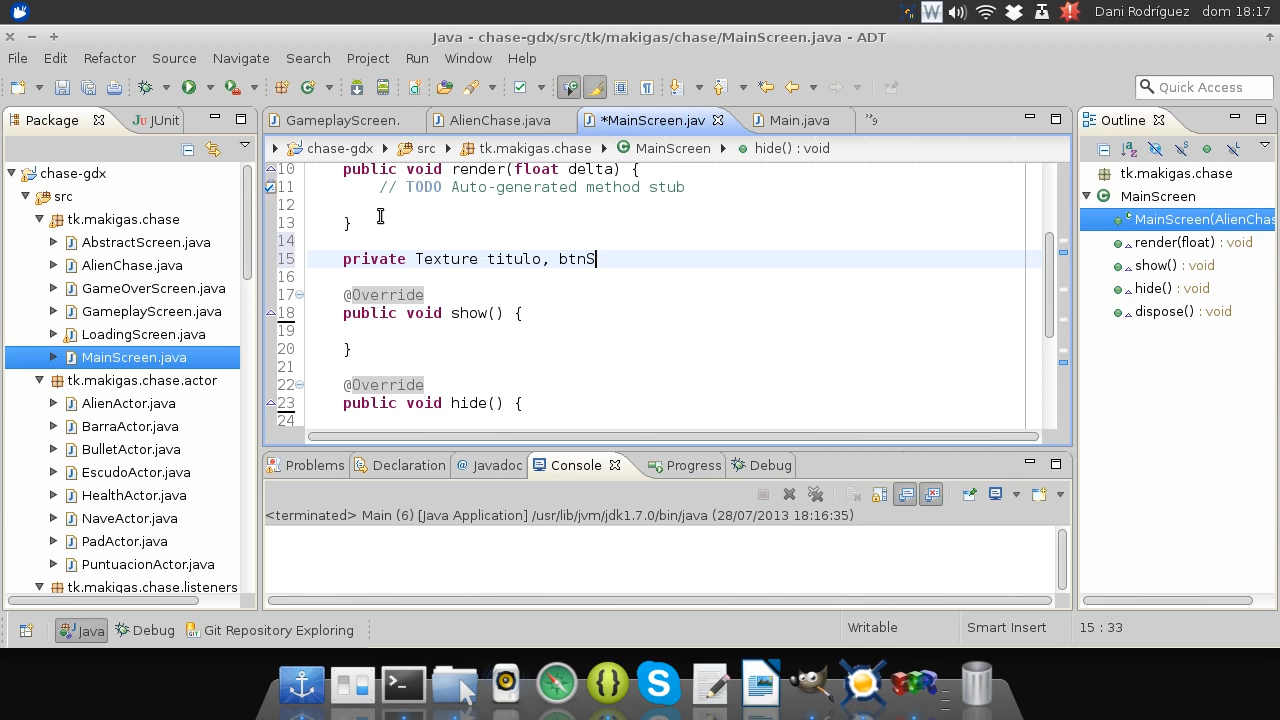 Dani Rodríguez dom 18:17
Java - chase-gdx/src/tk/makigas/chase/MainScreen.java - ADT
File Edit Refactor Source Navigate Search Project Run Window Help
Quick Access
Package JUnit
GameplayScreen. AlienChase.java *MainScreen.jav Main.java »9
Outline
chase-gdx src tk.makigas.chase MainScreen hide() : void
chase-gdx
src
tk.makigas.chase
AbstractScreen.java
AlienChase.java
GameOverScreen.java
GameplayScreen.java
LoadingScreen.java
MainScreen.java
tk.makigas.chase.actor
AlienActor.java
BarraActor.java
BulletActor.java
EscudoActor.java
HealthActor.java
NaveActor.java
PadActor.java
PuntuacionActor.java
tk.makigas.chase.listeners
10 public void render(float delta) {
11 // TODO Auto-generated method stub
12
13 }
14
15 private Texture titulo, btnS
16
17 @Override
18 public void show() {
19
20 }
21
22 @Override
23 public void hide() {
24
tk.makigas.chase
MainScreen
MainScreen(AlienChas
render(float) : void
show() : void
hide() : void
dispose() : void
Problems Declaration Javadoc Console Progress Debug
<terminated> Main (6) [Java Application] /usr/lib/jvm/jdk1.7.0/bin/java (28/07/2013 18:16:35)
Java Debug Git Repository Exploring
Writable Smart Insert 15 : 33